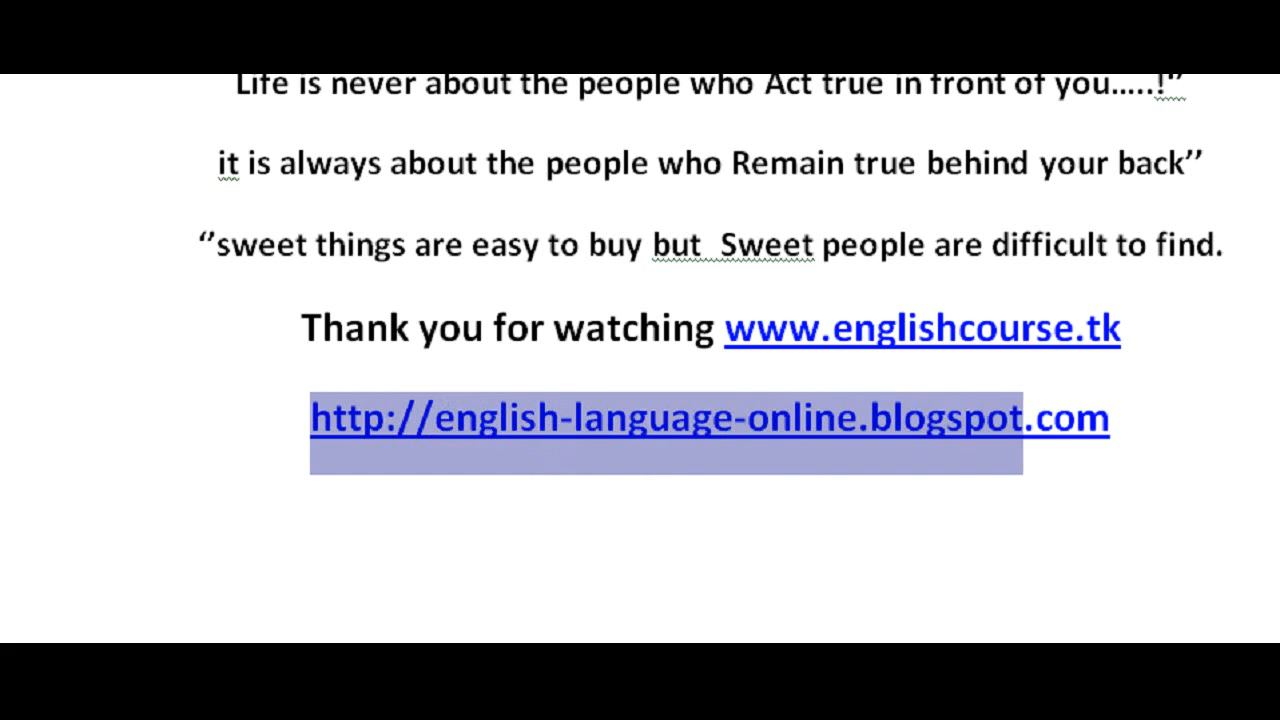 Life is never about the people who Act true in front of you.....!’’
it is always about the people who Remain true behind your back’’
‘’sweet things are easy to buy but  Sweet people are difficult to find.
Thank you for watching www.englishcourse.tk
http://english-language-online.blogspot.com